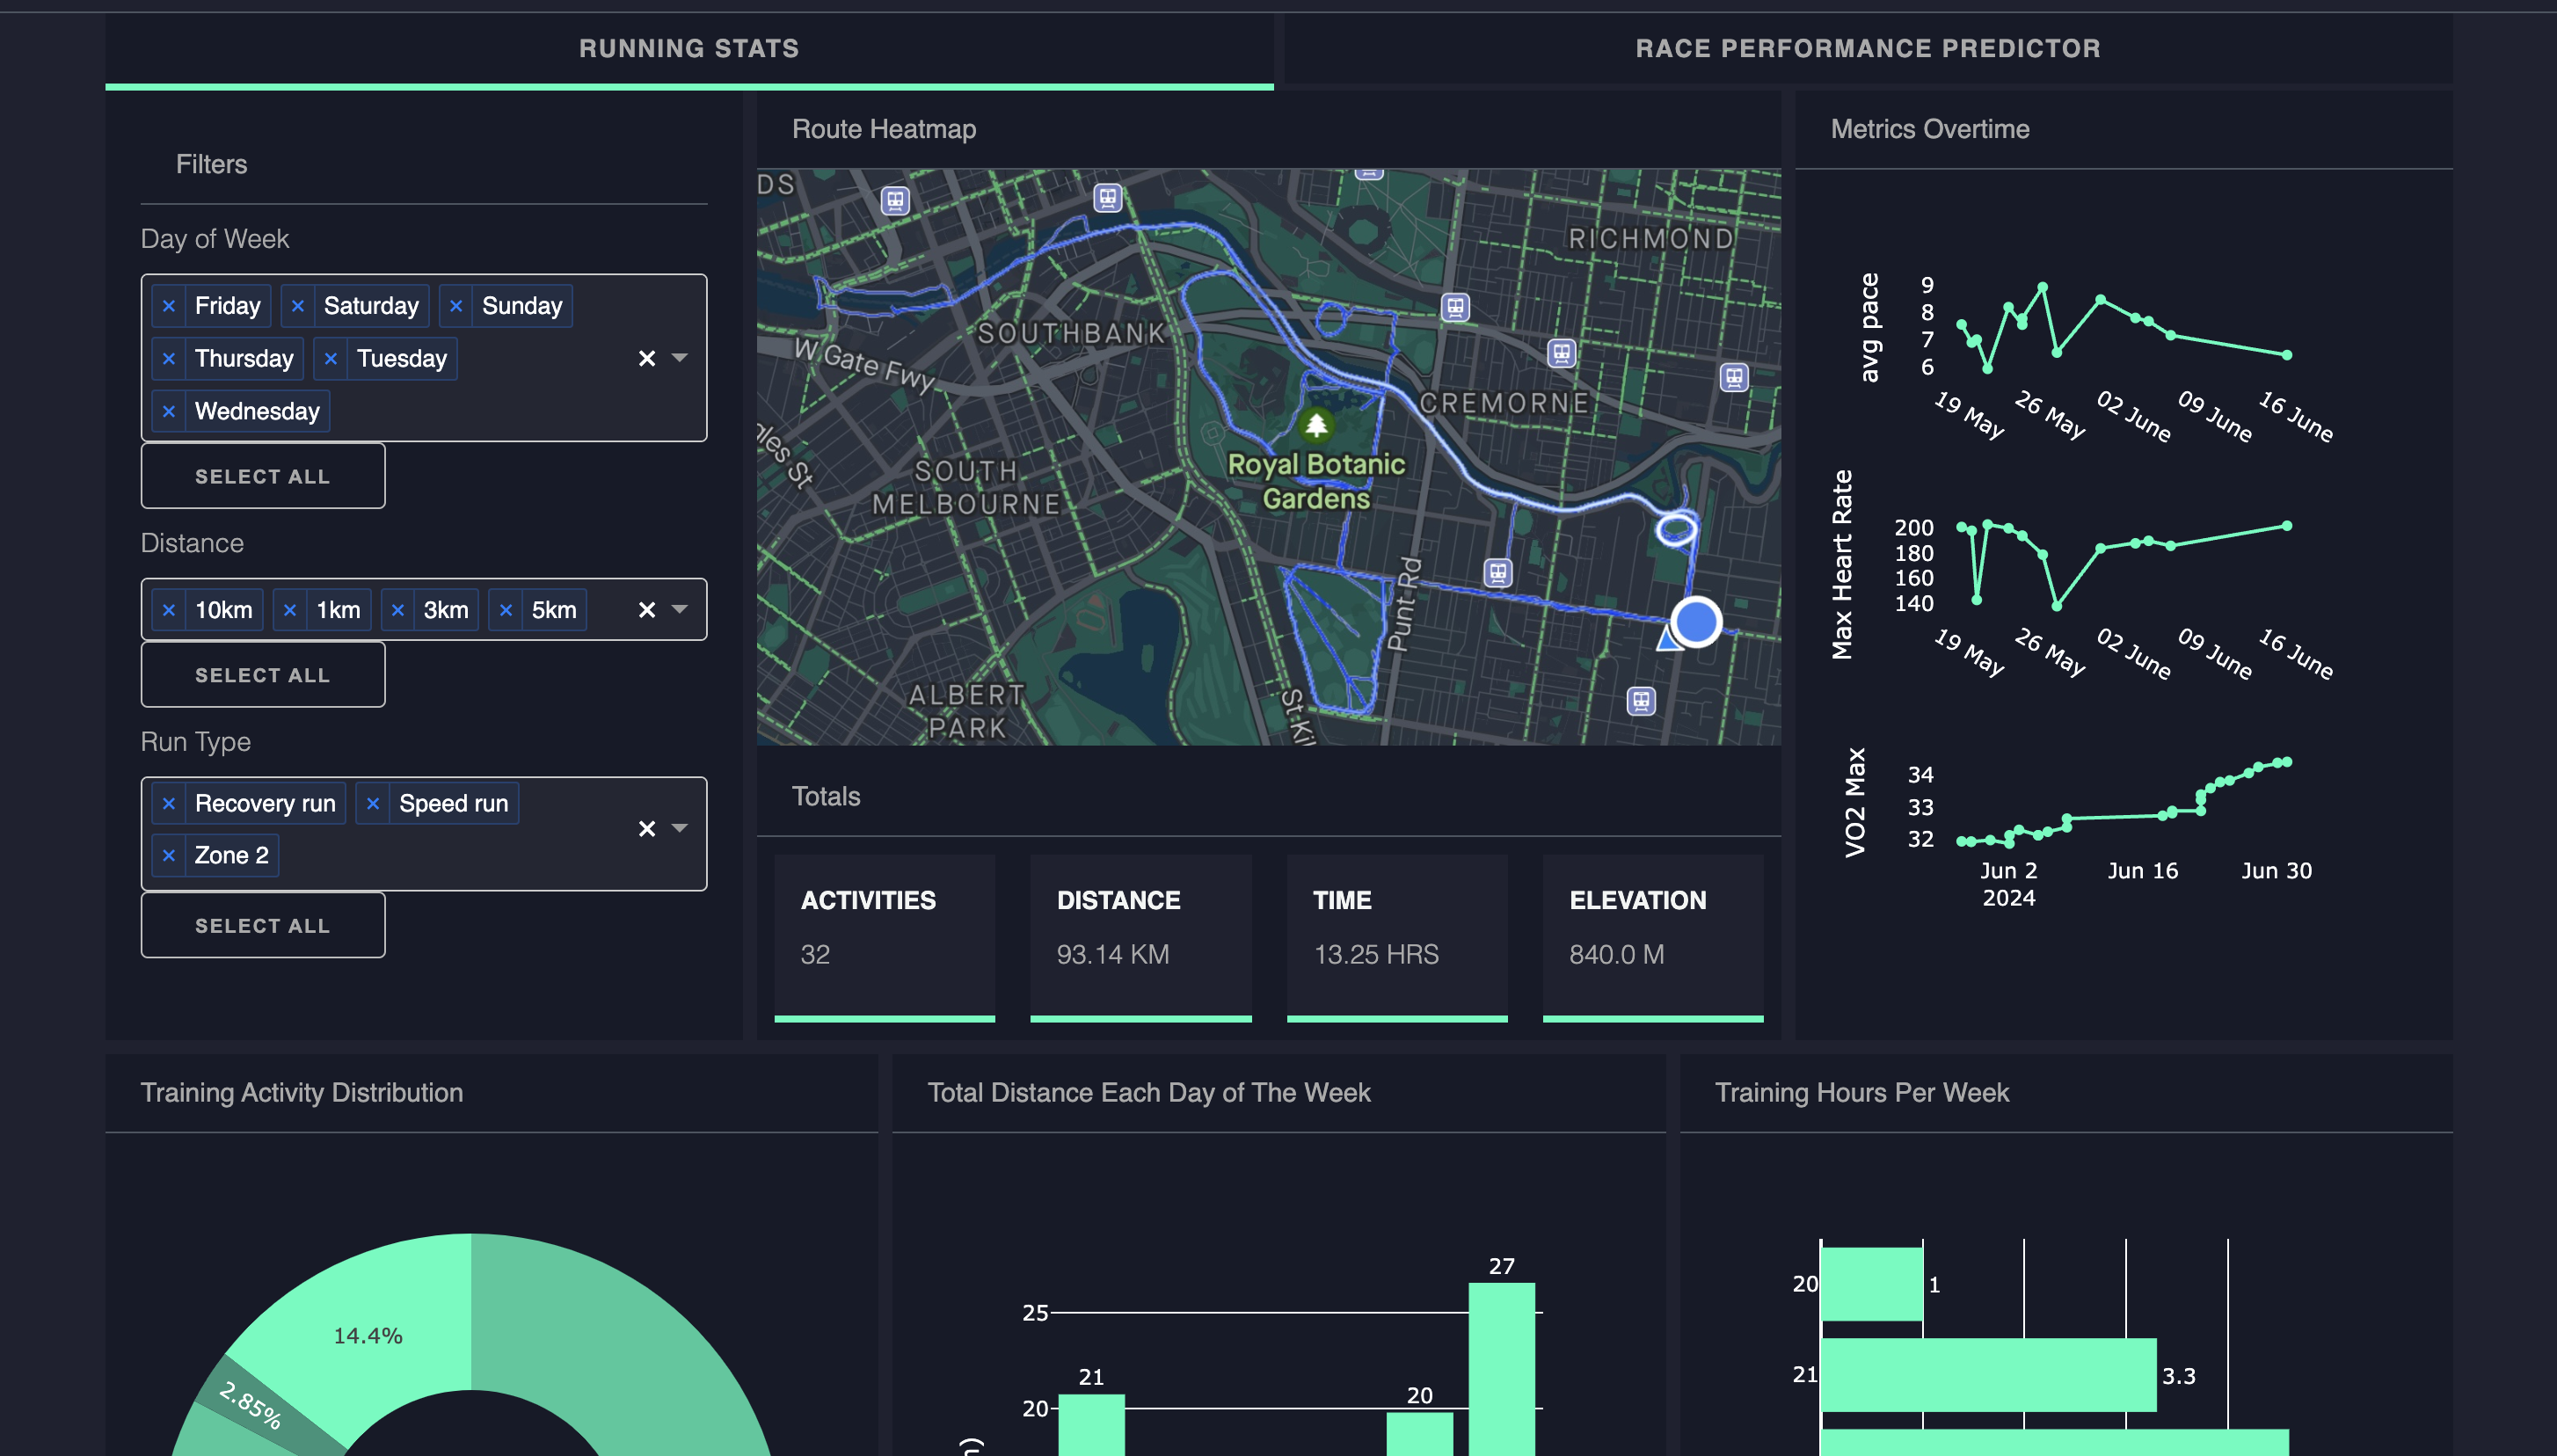 RUNNING STATS
RACE PERFORMANCE PREDICTOR
Filters
Day of Week
× Friday × Saturday × Sunday
× Thursday × Tuesday ×
× Wednesday
SELECT ALL
Distance
× 10km × 1km × 3km × 5km ×
SELECT ALL
Run Type
× Recovery run × Speed run
× Zone 2 ×
SELECT ALL
Route Heatmap
DS
RICHMOND
SOUTHBANK
W Gate Fwy
CREMORNE
gles St
Royal Botanic
Gardens
SOUTH
MELBOURNE
Punt Rd
ALBERT
PARK
St Kil
Totals
ACTIVITIES
32
DISTANCE
93.14 KM
TIME
13.25 HRS
ELEVATION
840.0 M
Metrics Overtime
avg pace
9
8
7
6
19 May
26 May
02 June
09 June
16 June
Max Heart Rate
200
180
160
140
19 May
26 May
02 June
09 June
16 June
VO2 Max
34
33
32
Jun 2
2024
Jun 16
Jun 30
Training Activity Distribution
14.4%
2.85%
Total Distance Each Day of The Week
27
25
21
20
20
Training Hours Per Week
20
1
21
3.3